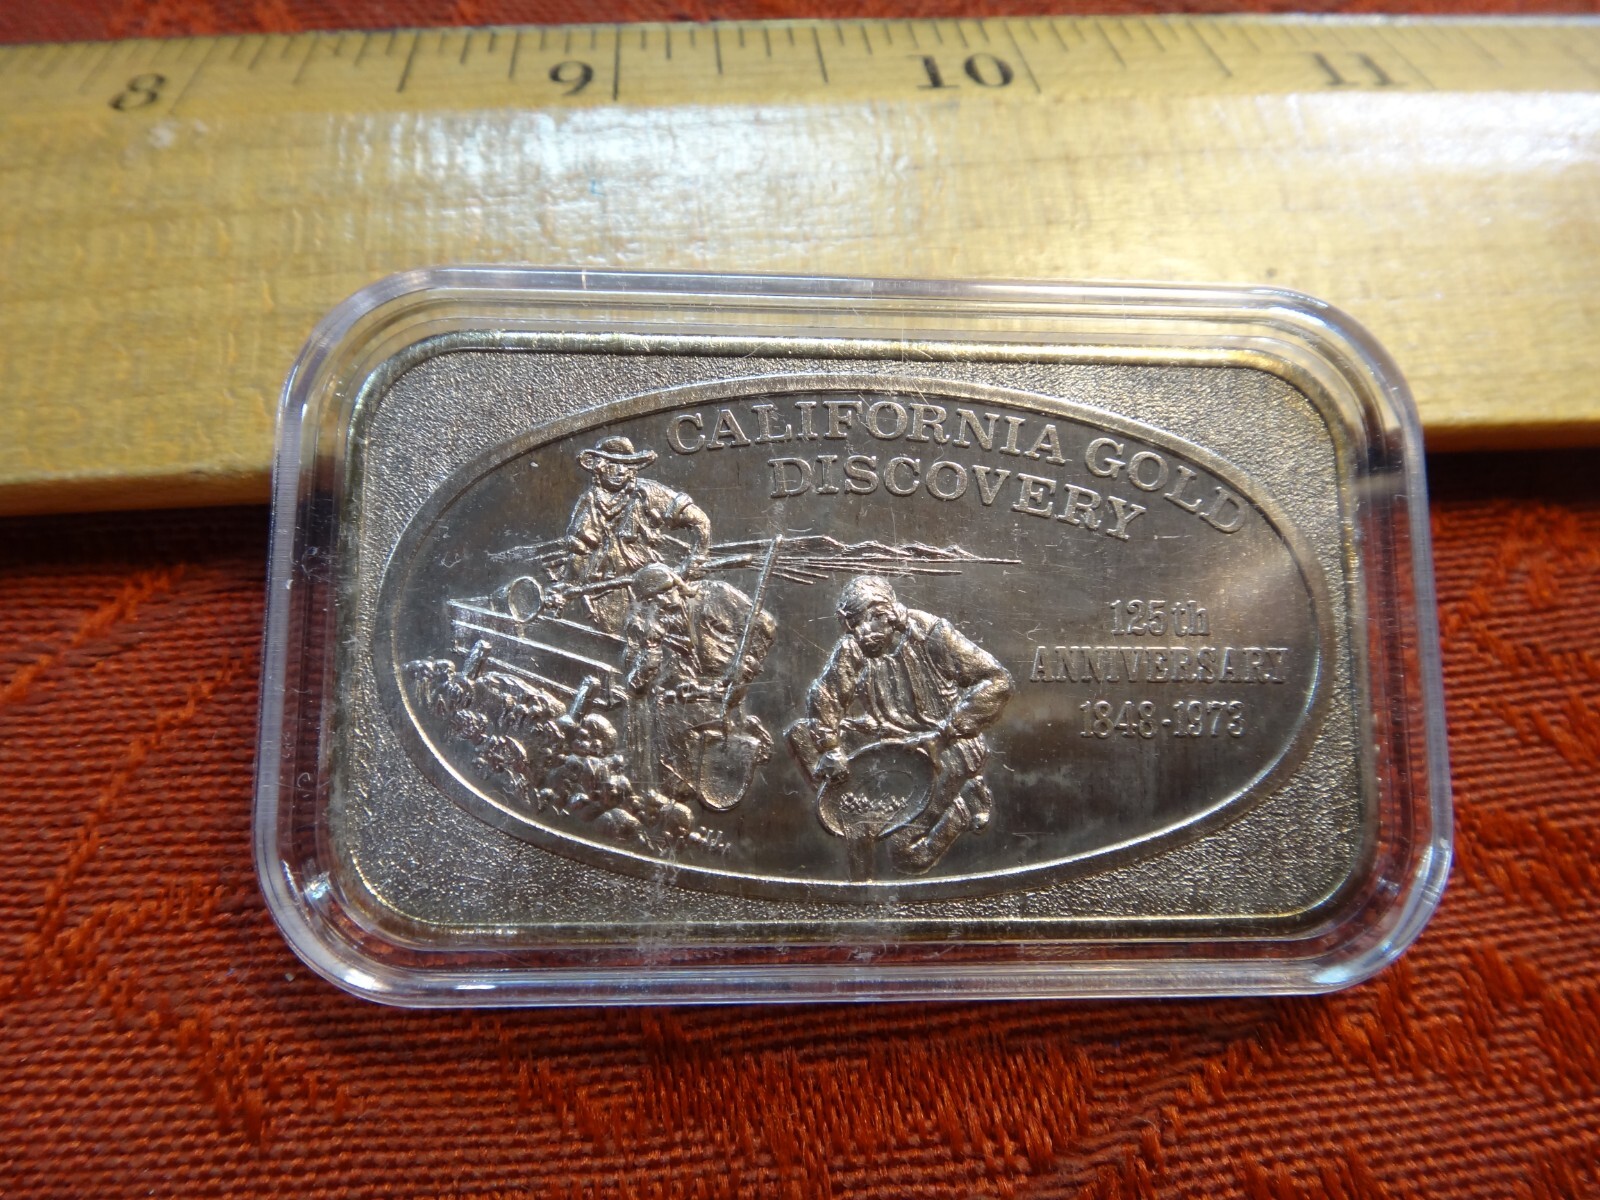 8 9 10 11
CALIFORNIA GOLD
DISCOVERY
125th
ANNIVERSARY
1848-1973